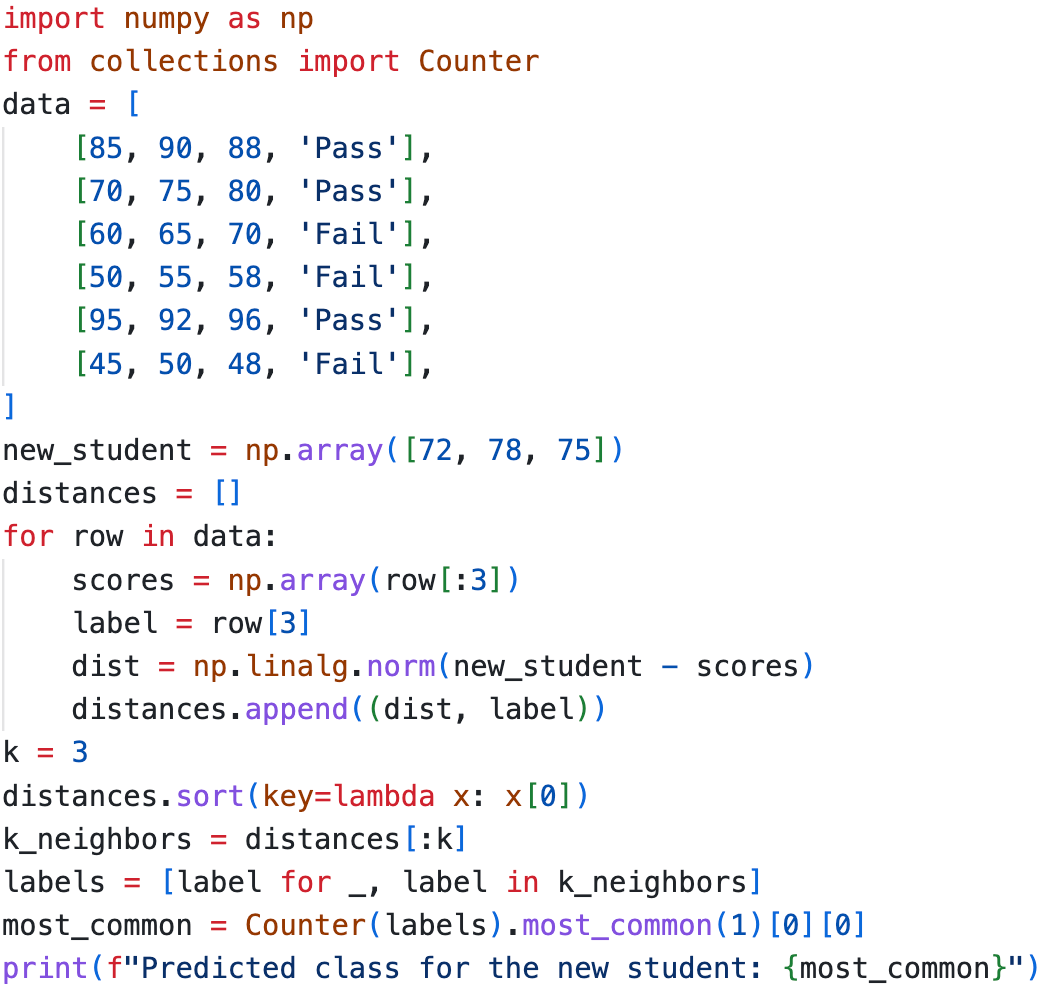 import numpy as np
from collections import Counter
data = [
    [85, 90, 88, 'Pass'],
    [70, 75, 80, 'Pass'],
    [60, 65, 70, 'Fail'],
    [50, 55, 58, 'Fail'],
    [95, 92, 96, 'Pass'],
    [45, 50, 48, 'Fail'],
]
new_student = np.array([72, 78, 75])
distances = []
for row in data:
    scores = np.array(row[:3])
    label = row[3]
    dist = np.linalg.norm(new_student - scores)
    distances.append((dist, label))
k = 3
distances.sort(key=lambda x: x[0])
k_neighbors = distances[:k]
labels = [label for _, label in k_neighbors]
most_common = Counter(labels).most_common(1)[0][0]
print(f"Predicted class for the new student: {most_common}")